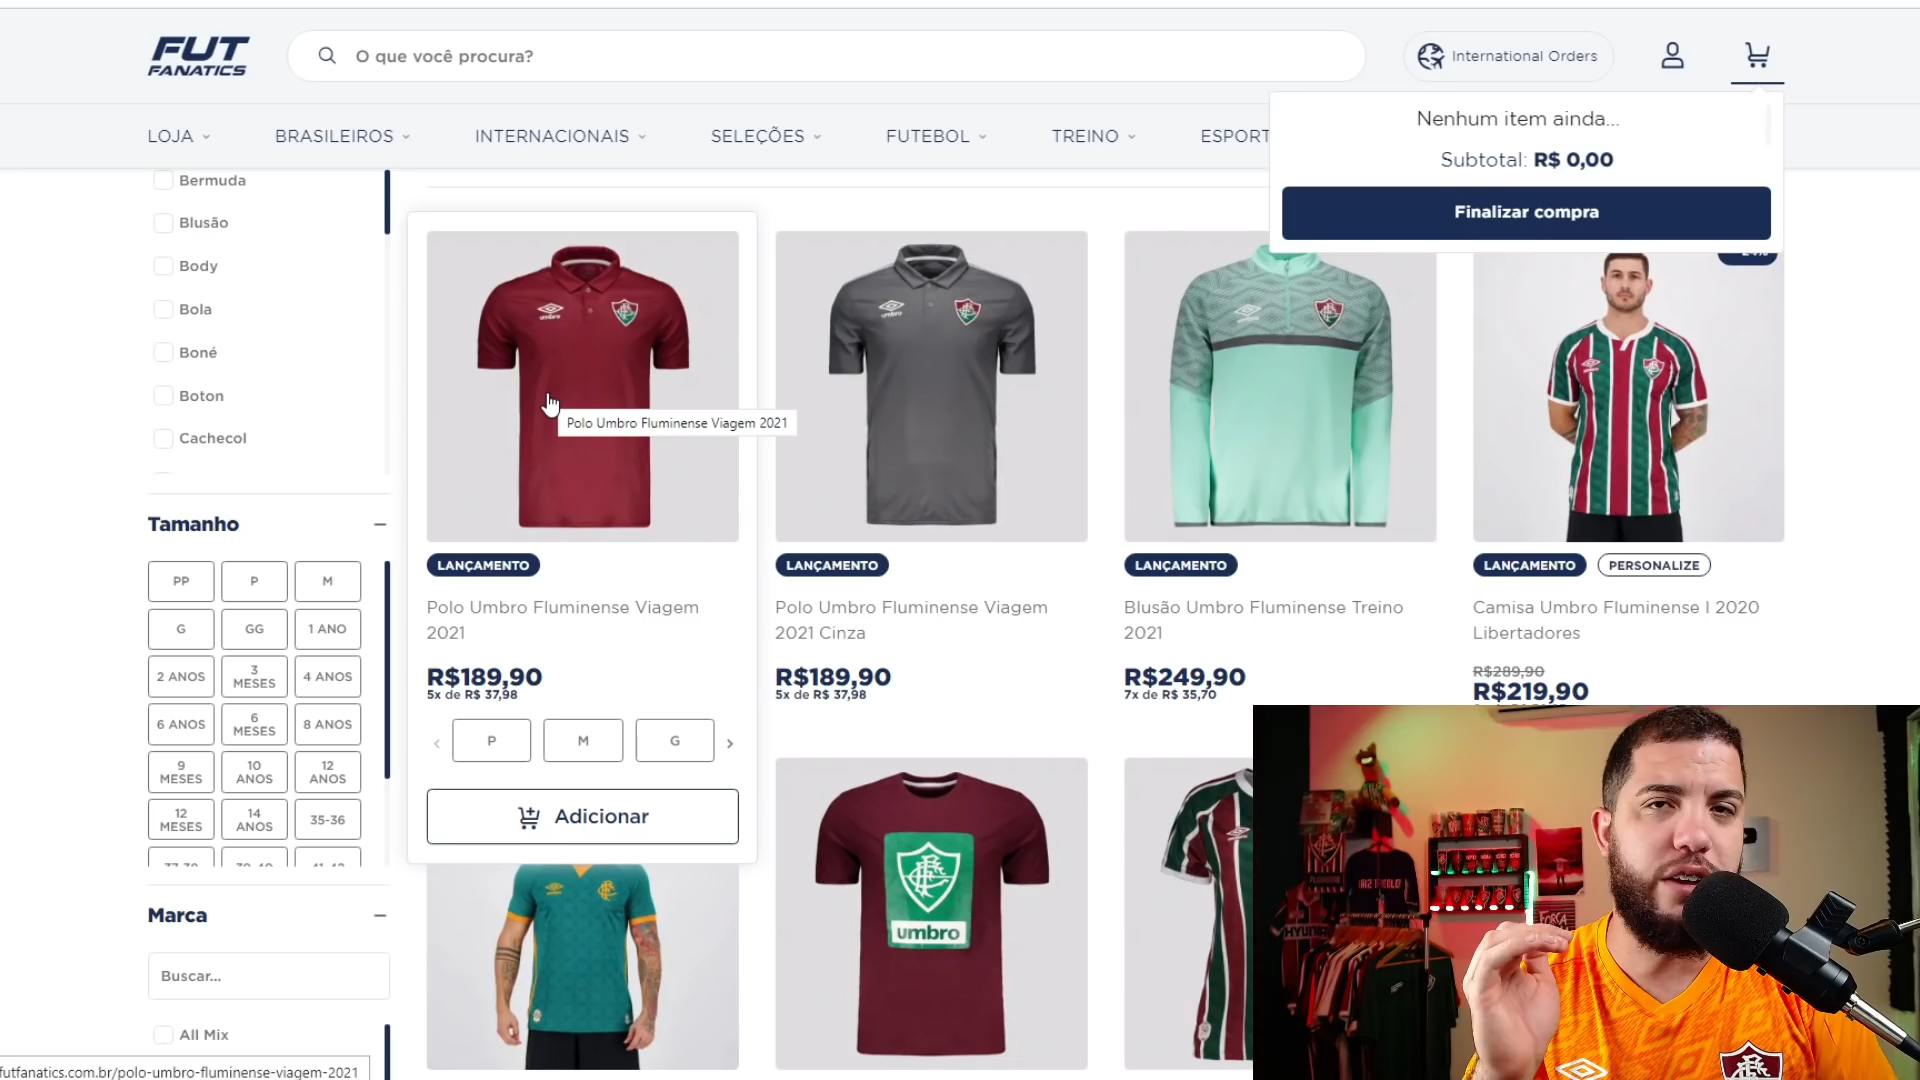 FUT
FANATICS
O que você procura?
International Orders
LOJA
BRASILEIROS
INTERNACIONAIS
SELEÇÕES
FUTEBOL
TREINO
ESPORT
Nenhum item ainda...
Subtotal: R$ 0,00
Finalizar compra
Bermuda
Blusão
Body
Bola
Boné
Boton
Cachecol
umbro
Polo Umbro Fluminense Viagem 2021
umbro
Tamanho
PP
P
M
G
GG
1 ANO
2 ANOS
3 MESES
4 ANOS
6 ANOS
6 MESES
8 ANOS
9 MESES
10 ANOS
12 ANOS
12 MESES
14 ANOS
35-36
Marca
Buscar...
All Mix
LANÇAMENTO
Polo Umbro Fluminense Viagem
2021
R$189,90
5x de R$ 37,98
P
M
G
Adicionar
LANÇAMENTO
Polo Umbro Fluminense Viagem
2021 Cinza
R$189,90
5x de R$ 37,98
LANÇAMENTO
Blusão Umbro Fluminense Treino
2021
R$249,90
7x de R$ 35,70
LANÇAMENTO
PERSONALIZE
Camisa Umbro Fluminense I 2020
Libertadores
R$289,90
R$219,90
umbro
FORÇA
HYUN
futfanatics.com.br/polo-umbro-fluminense-viagem-2021